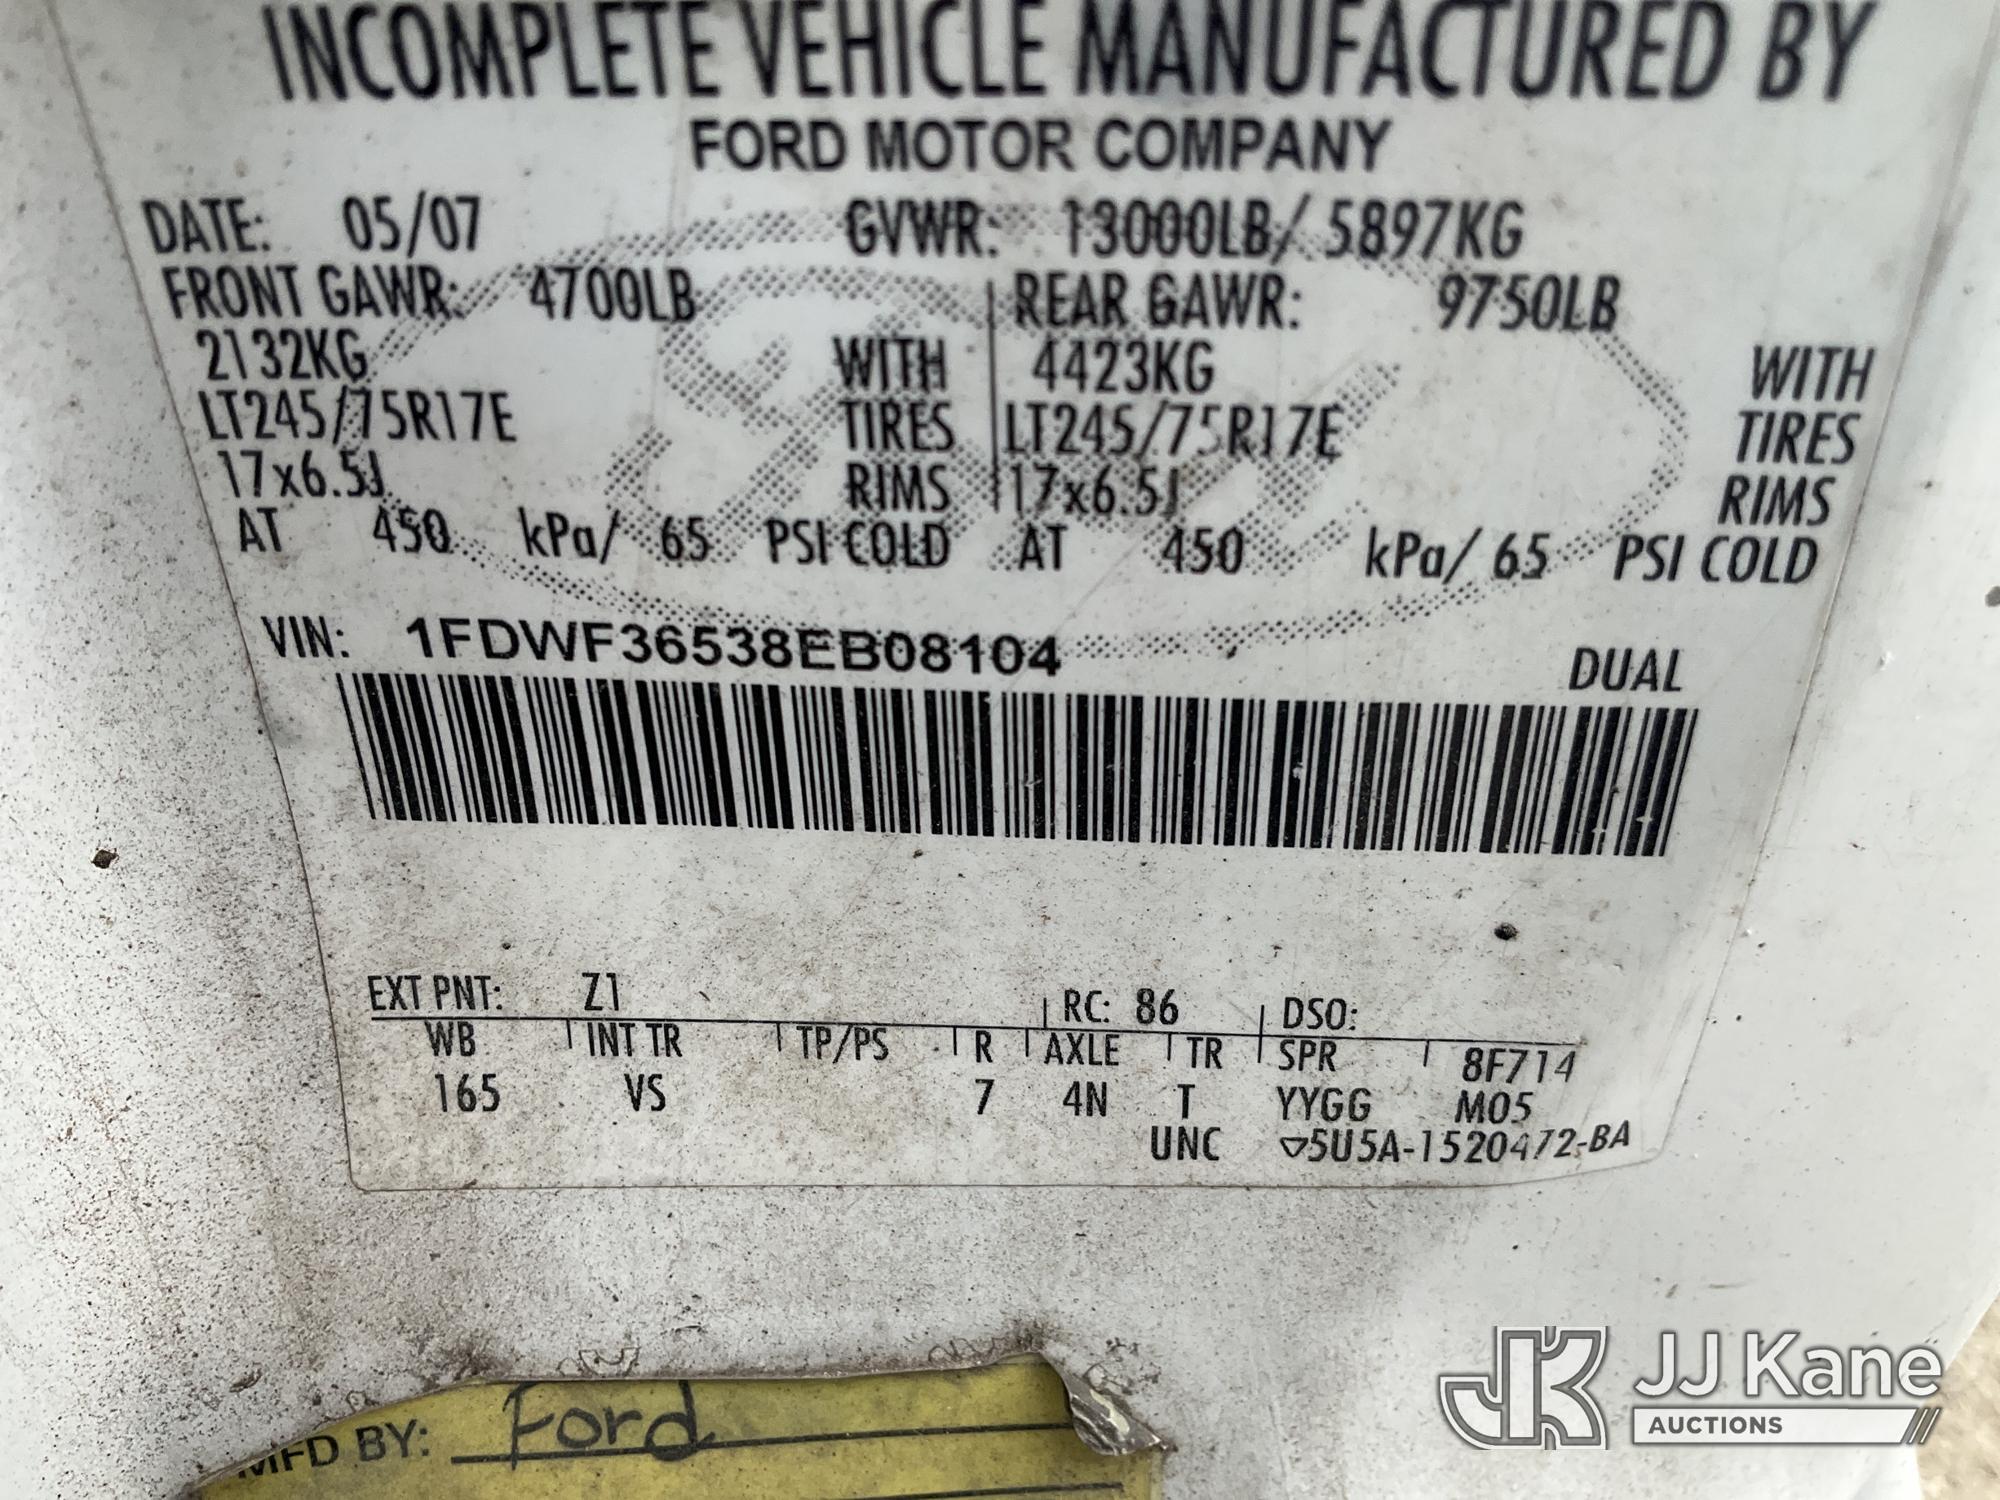 INCOMPLETE VEHICLE MANUFACTURED BY
FORD MOTOR COMPANY
DATE: 05/07 GVWR: 13000LB/ 5897KG
FRONT GAWR: 4700LB REAR GAWR: 9750LB
2132KG WITH 4423KG WITH
LT245/75R17E TIRES LT245/75R17E TIRES
17x6.5J RIMS 17x6.5J RIMS
AT 450 kPa/ 65 PSI COLD AT 450 kPa/ 65 PSI COLD
VIN: 1FDWF36538EB08104
DUAL
EXT PNT: Z1 RC: 86 DSO:
WB INT TR TP/PS R AXLE TR SPR 8F714
165 VS 7 4N T YYGG M05
UNC ▽5U5A-1520472-BA
MFD BY: Ford
JK JJ Kane
AUCTIONS